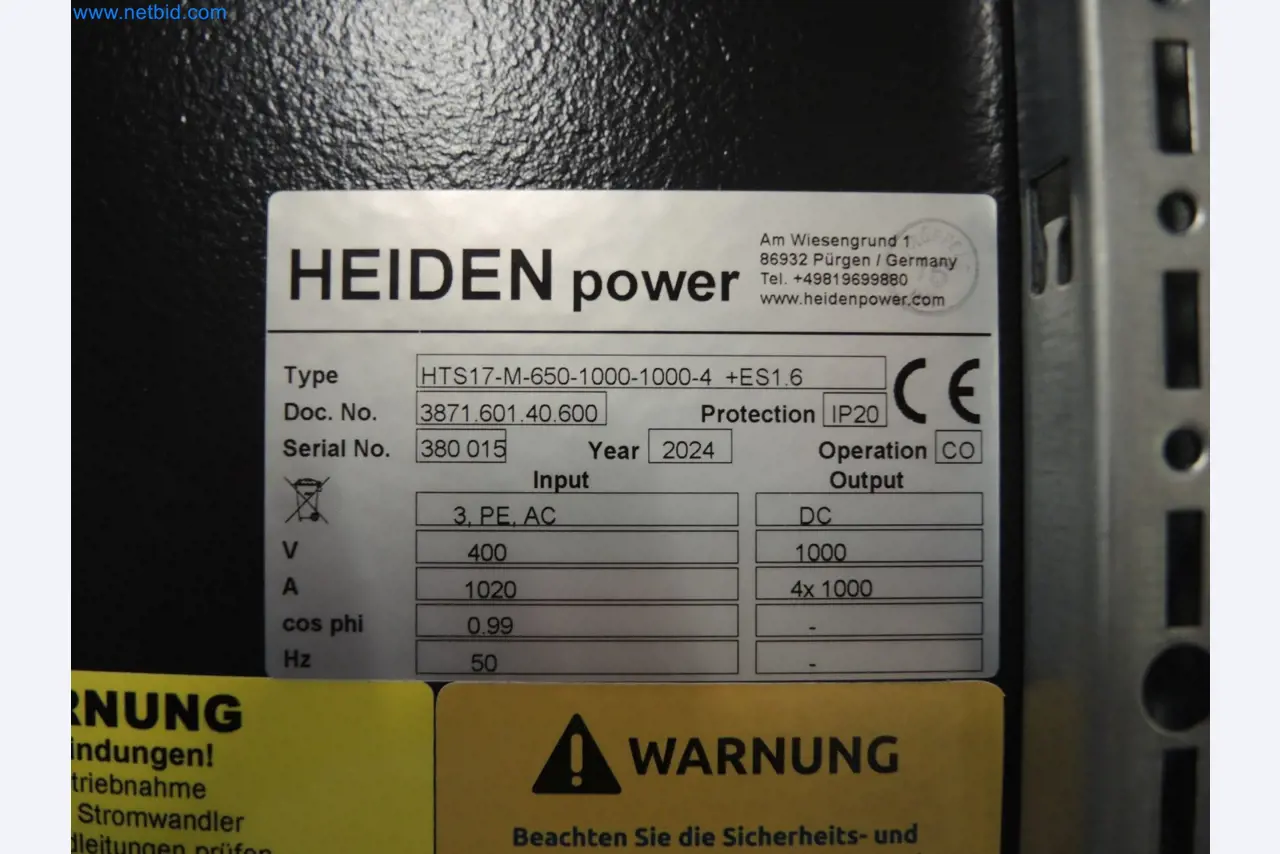 www.netbid.com
HEIDEN power
Am Wiesengrund 1
86932 Pürgen / Germany
Tel. +49819699880
www.heidenpower.com
Type HTS17-M-650-1000-1000-4 +ES1.6
CE
Doc. No. 3871.601.40.600 Protection IP20
Serial No. 380 015 Year 2024 Operation CO
Input Output
3, PE, AC DC
V 400 1000
A 1020 4x 1000
cos phi 0.99 -
Hz 50 -
RNUNG
indungen!
triebnahme
Stromwandler
dleitungen prüfen
WARNUNG
Beachten Sie die Sicherheits- und